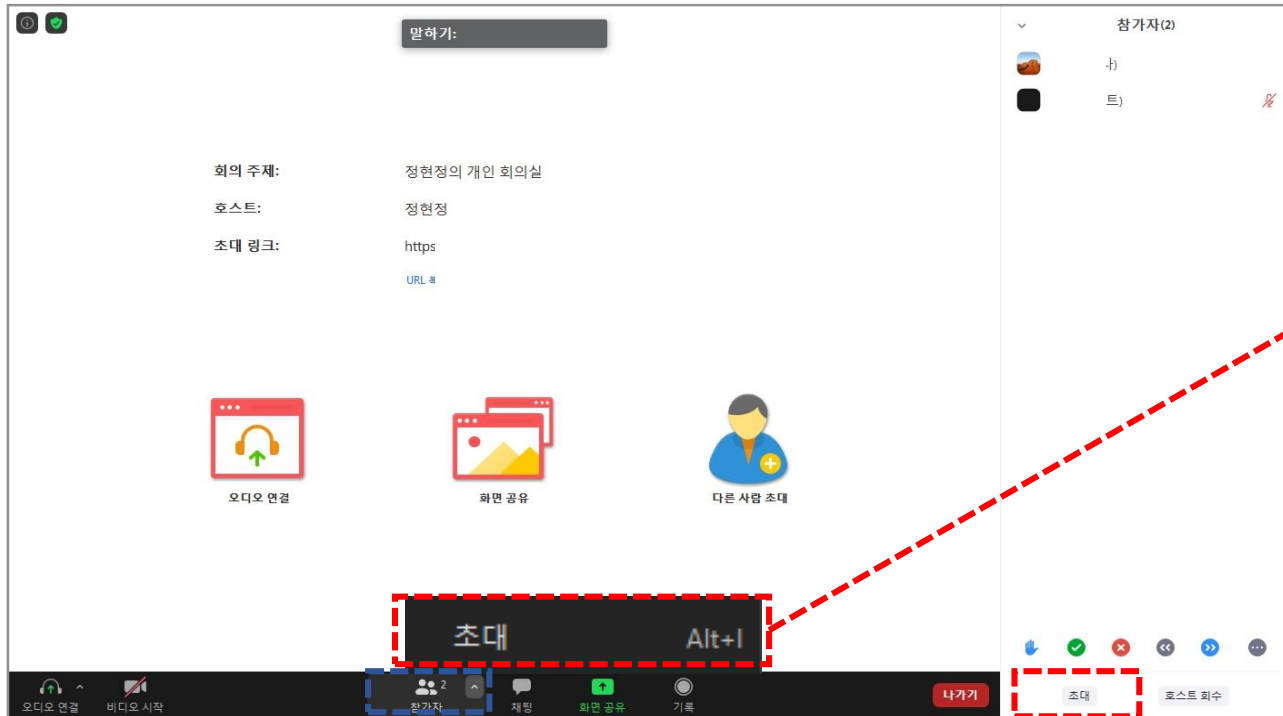 말하기:
참가자(2)
트)
회의 주제: 정현정의 개인 회의실
호스트: 정현정
초대 링크: https
URL
오디오 연결 화면 공유 다른 사람 초대
초대 Alt+I
2
오디오 연결 비디오 시작 참가자 채팅 화면 공유 기록 나가기
초대 호스트 회수